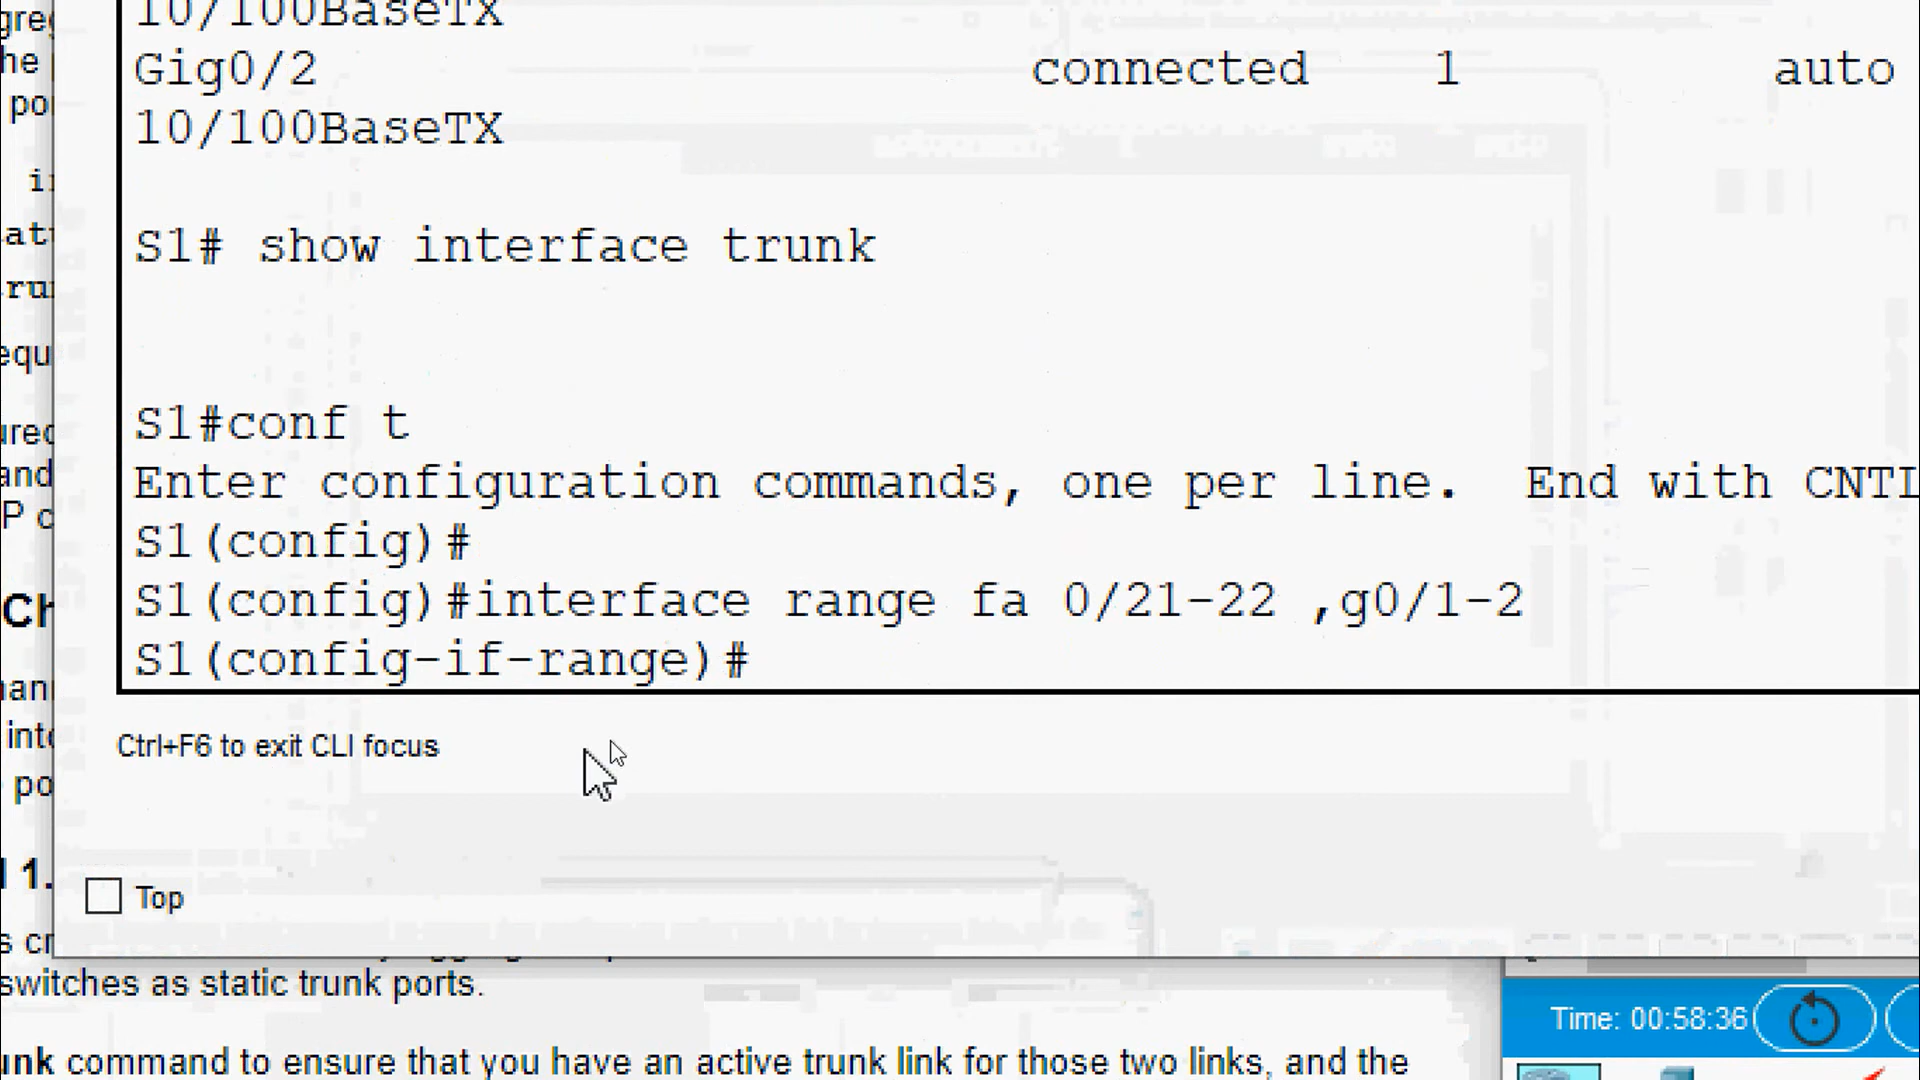 10/100BaseTX
Gig0/2 connected 1 auto
10/100BaseTX
S1# show interface trunk
S1#conf t
Enter configuration commands, one per line. End with CNTL
S1(config)#
S1(config)#interface range fa 0/21-22 ,g0/1-2
S1(config-if-range)#
Ctrl+F6 to exit CLI focus
Top
switches as static trunk ports.
Time: 00:58:36
unk command to ensure that you have an active trunk link for those two links, and the